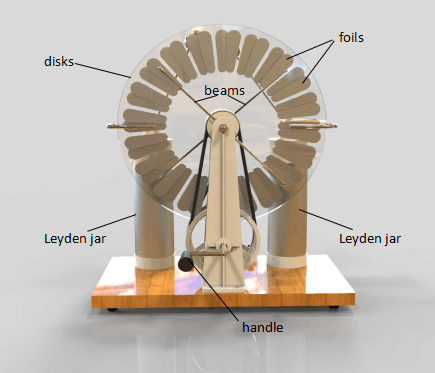 foils
disks
beams
Leyden jar
Leyden jar
handle